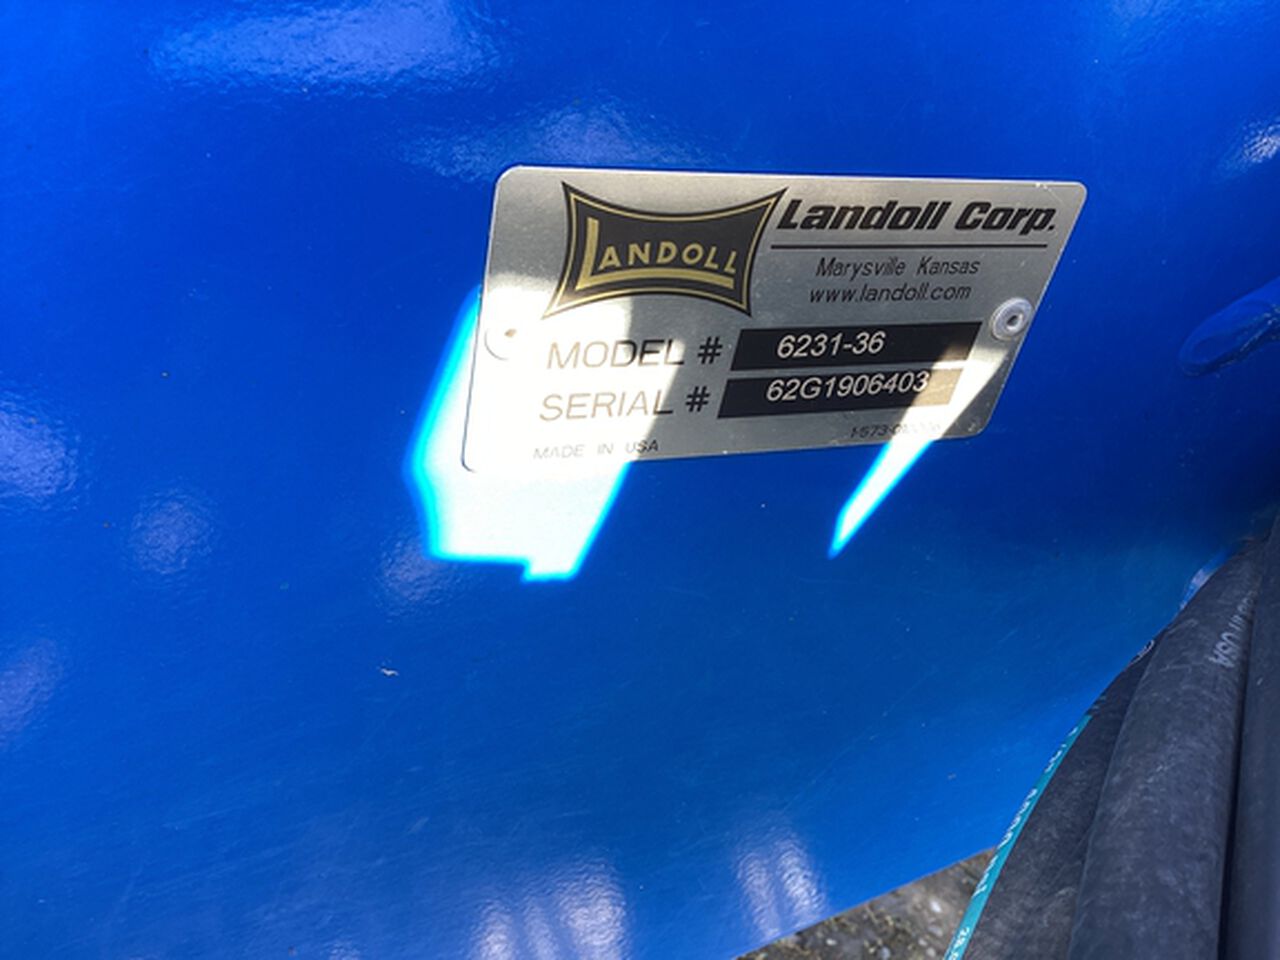 LANDOLL
Landoll Corp.
Marysville Kansas
www.landoll.com
MODEL # 6231-36
SERIAL # 62G1906403
MADE IN USA